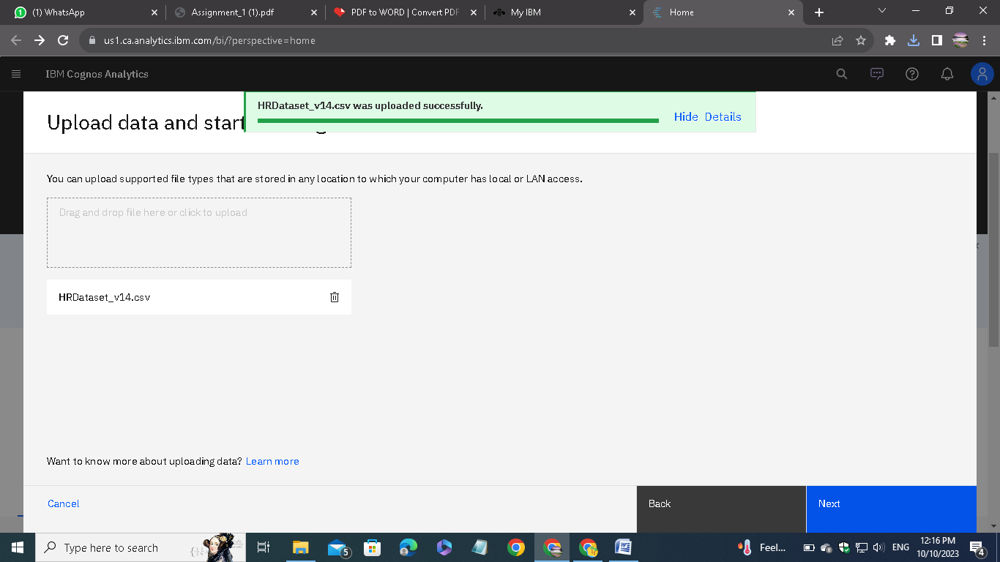 (1) WhatsApp
Assignment_1 (1).pdf
PDF to WORD | Convert PDF
My IBM
Home
us1.ca.analytics.ibm.com/bi/?perspective=home
IBM Cognos Analytics
HRDataset_v14.csv was uploaded successfully.
Hide Details
Upload data and start
You can upload supported file types that are stored in any location to which your computer has local or LAN access.
Drag and drop file here or click to upload
HRDataset_v14.csv
Want to know more about uploading data? Learn more
Cancel
Back
Next
Type here to search
5
Feel...
ENG
12:16 PM
10/10/2023
4